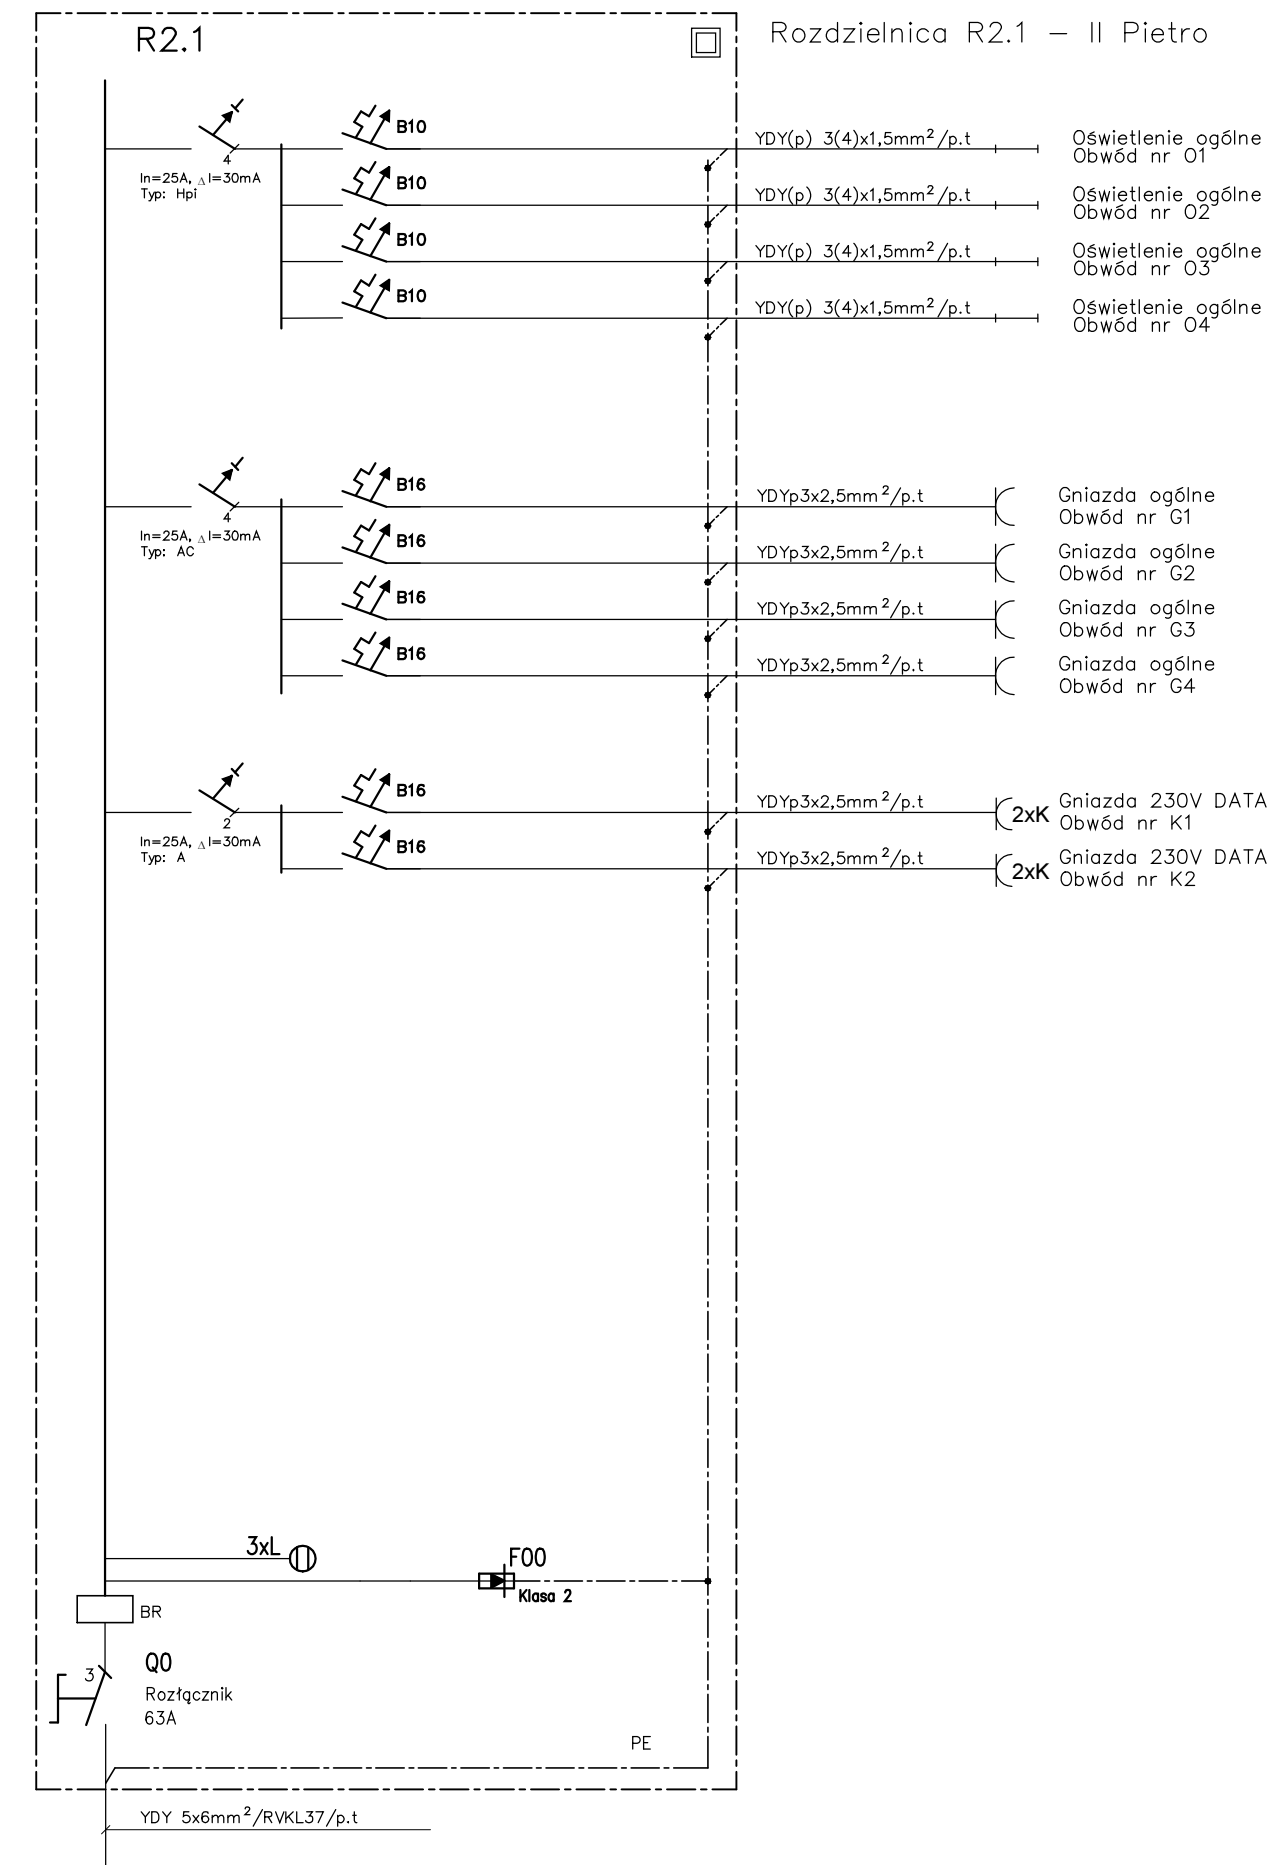 R2.1
Rozdzielnica R2.1 – II Pietro
B10
YDY(p) 3(4)x1,5mm²/p.t
Oświetlenie ogólne
Obwód nr O1
4
In=25A, △I=30mA
Typ: Hpi
B10
YDY(p) 3(4)x1,5mm²/p.t
Oświetlenie ogólne
Obwód nr O2
B10
YDY(p) 3(4)x1,5mm²/p.t
Oświetlenie ogólne
Obwód nr O3
B10
YDY(p) 3(4)x1,5mm²/p.t
Oświetlenie ogólne
Obwód nr O4
B16
YDYp3x2,5mm²/p.t
Gniazda ogólne
Obwód nr G1
4
In=25A, △I=30mA
Typ: AC
B16
YDYp3x2,5mm²/p.t
Gniazda ogólne
Obwód nr G2
B16
YDYp3x2,5mm²/p.t
Gniazda ogólne
Obwód nr G3
B16
YDYp3x2,5mm²/p.t
Gniazda ogólne
Obwód nr G4
B16
YDYp3x2,5mm²/p.t
2xK
Gniazda 230V DATA
Obwód nr K1
2
In=25A, △I=30mA
Typ: A
B16
YDYp3x2,5mm²/p.t
2xK
Gniazda 230V DATA
Obwód nr K2
3xL
F00
Klasa 2
BR
Q0
3
Rozłącznik
63A
PE
YDY 5x6mm²/RVKL37/p.t